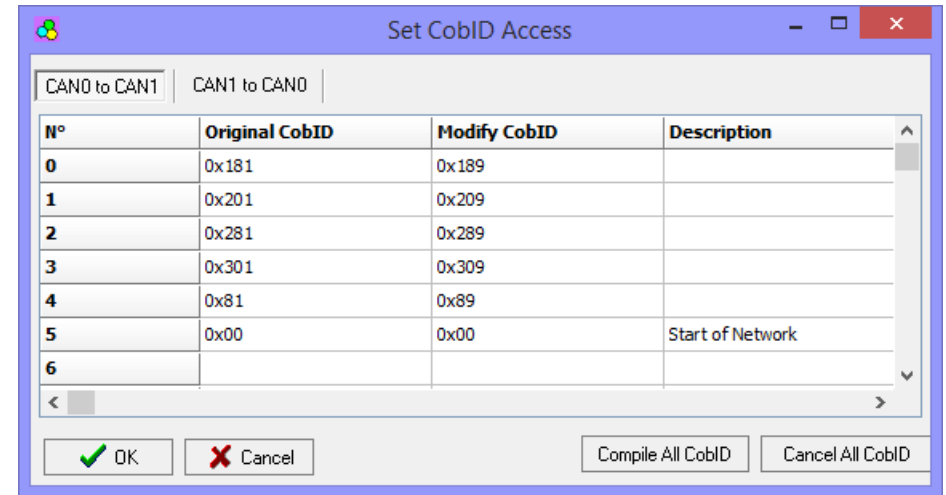 Set CobID Access
CAN0 to CAN1 CAN1 to CAN0
N° Original CobID Modify CobID Description
0 0x181 0x189
1 0x201 0x209
2 0x281 0x289
3 0x301 0x309
4 0x81 0x89
5 0x00 0x00 Start of Network
6
OK Cancel Compile All CobID Cancel All CobID